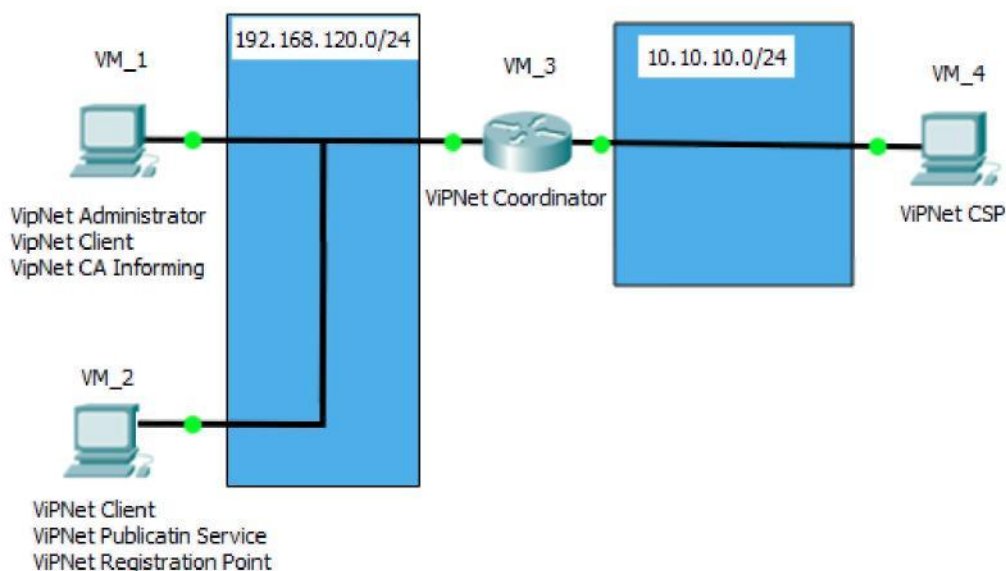 VM_1
192.168.120.0/24
VM_3
10.10.10.0/24
VM_4
VipNet Administrator
VipNet Client
VipNet CA Informing
ViPNet Coordinator
ViPNet CSP
VM_2
ViPNet Client
ViPNet Publicatin Service
ViPNet Registration Point